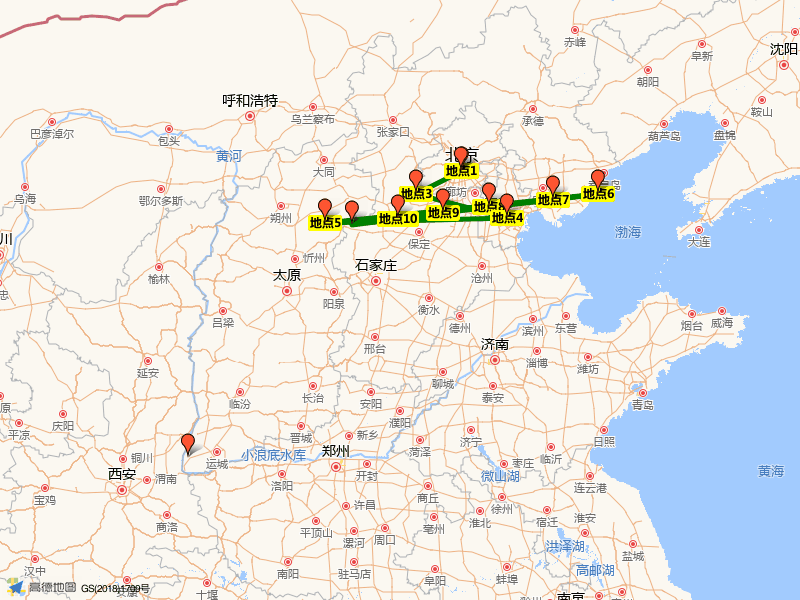 赤峰
沈阳
阜新
朝阳
呼和浩特
乌兰察布
鞍山
承德
张家口
巴彦淖尔
包头
葫芦岛
盘锦
黄河
北京
大同
地点1
乌海
鄂尔多斯
地点3
廊坊
地点6
地点7
朔州
地点5
地点10
地点9
地点4
渤海
大连
保定
川
忻州
石家庄
太原
沧州
榆林
忠
阳泉
衡水
吕梁
德州
滨州
东营
烟台
威海
邢台
济南
淄博
潍坊
延安
聊城
泰安
临汾
长治
安阳
青岛
原
濮阳
庆阳
平凉
晋城
新乡
菏泽
济宁
日照
铜川
运城
小浪底水库
郑州
枣庄
临沂
西安
渭南
洛阳
开封
微山湖
黄海
宝鸡
商丘
连云港
许昌
徐州
商洛
平顶山
亳州
淮北
宿迁
淮安
漯河
周口
洪泽湖
盐城
汉中
南阳
驻马店
阜阳
蚌埠
高邮湖
高德地图
GS(2018)1709号
安康
十堰
南京
泰州